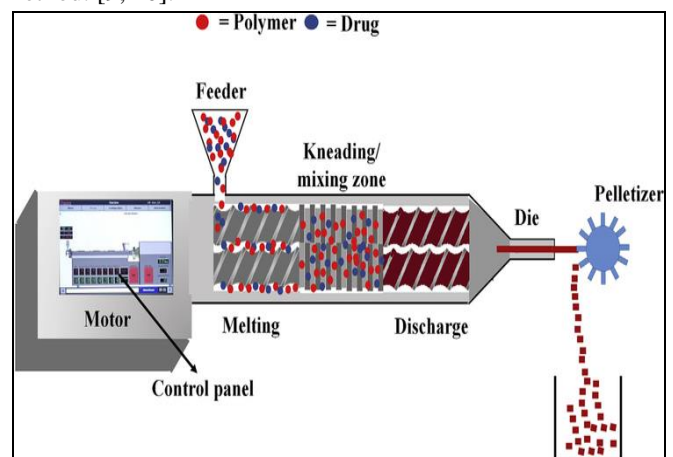 = Polymer = Drug
Feeder
Kneading/
mixing zone
Pelletizer
Die
Motor
Melting
Discharge
Control panel